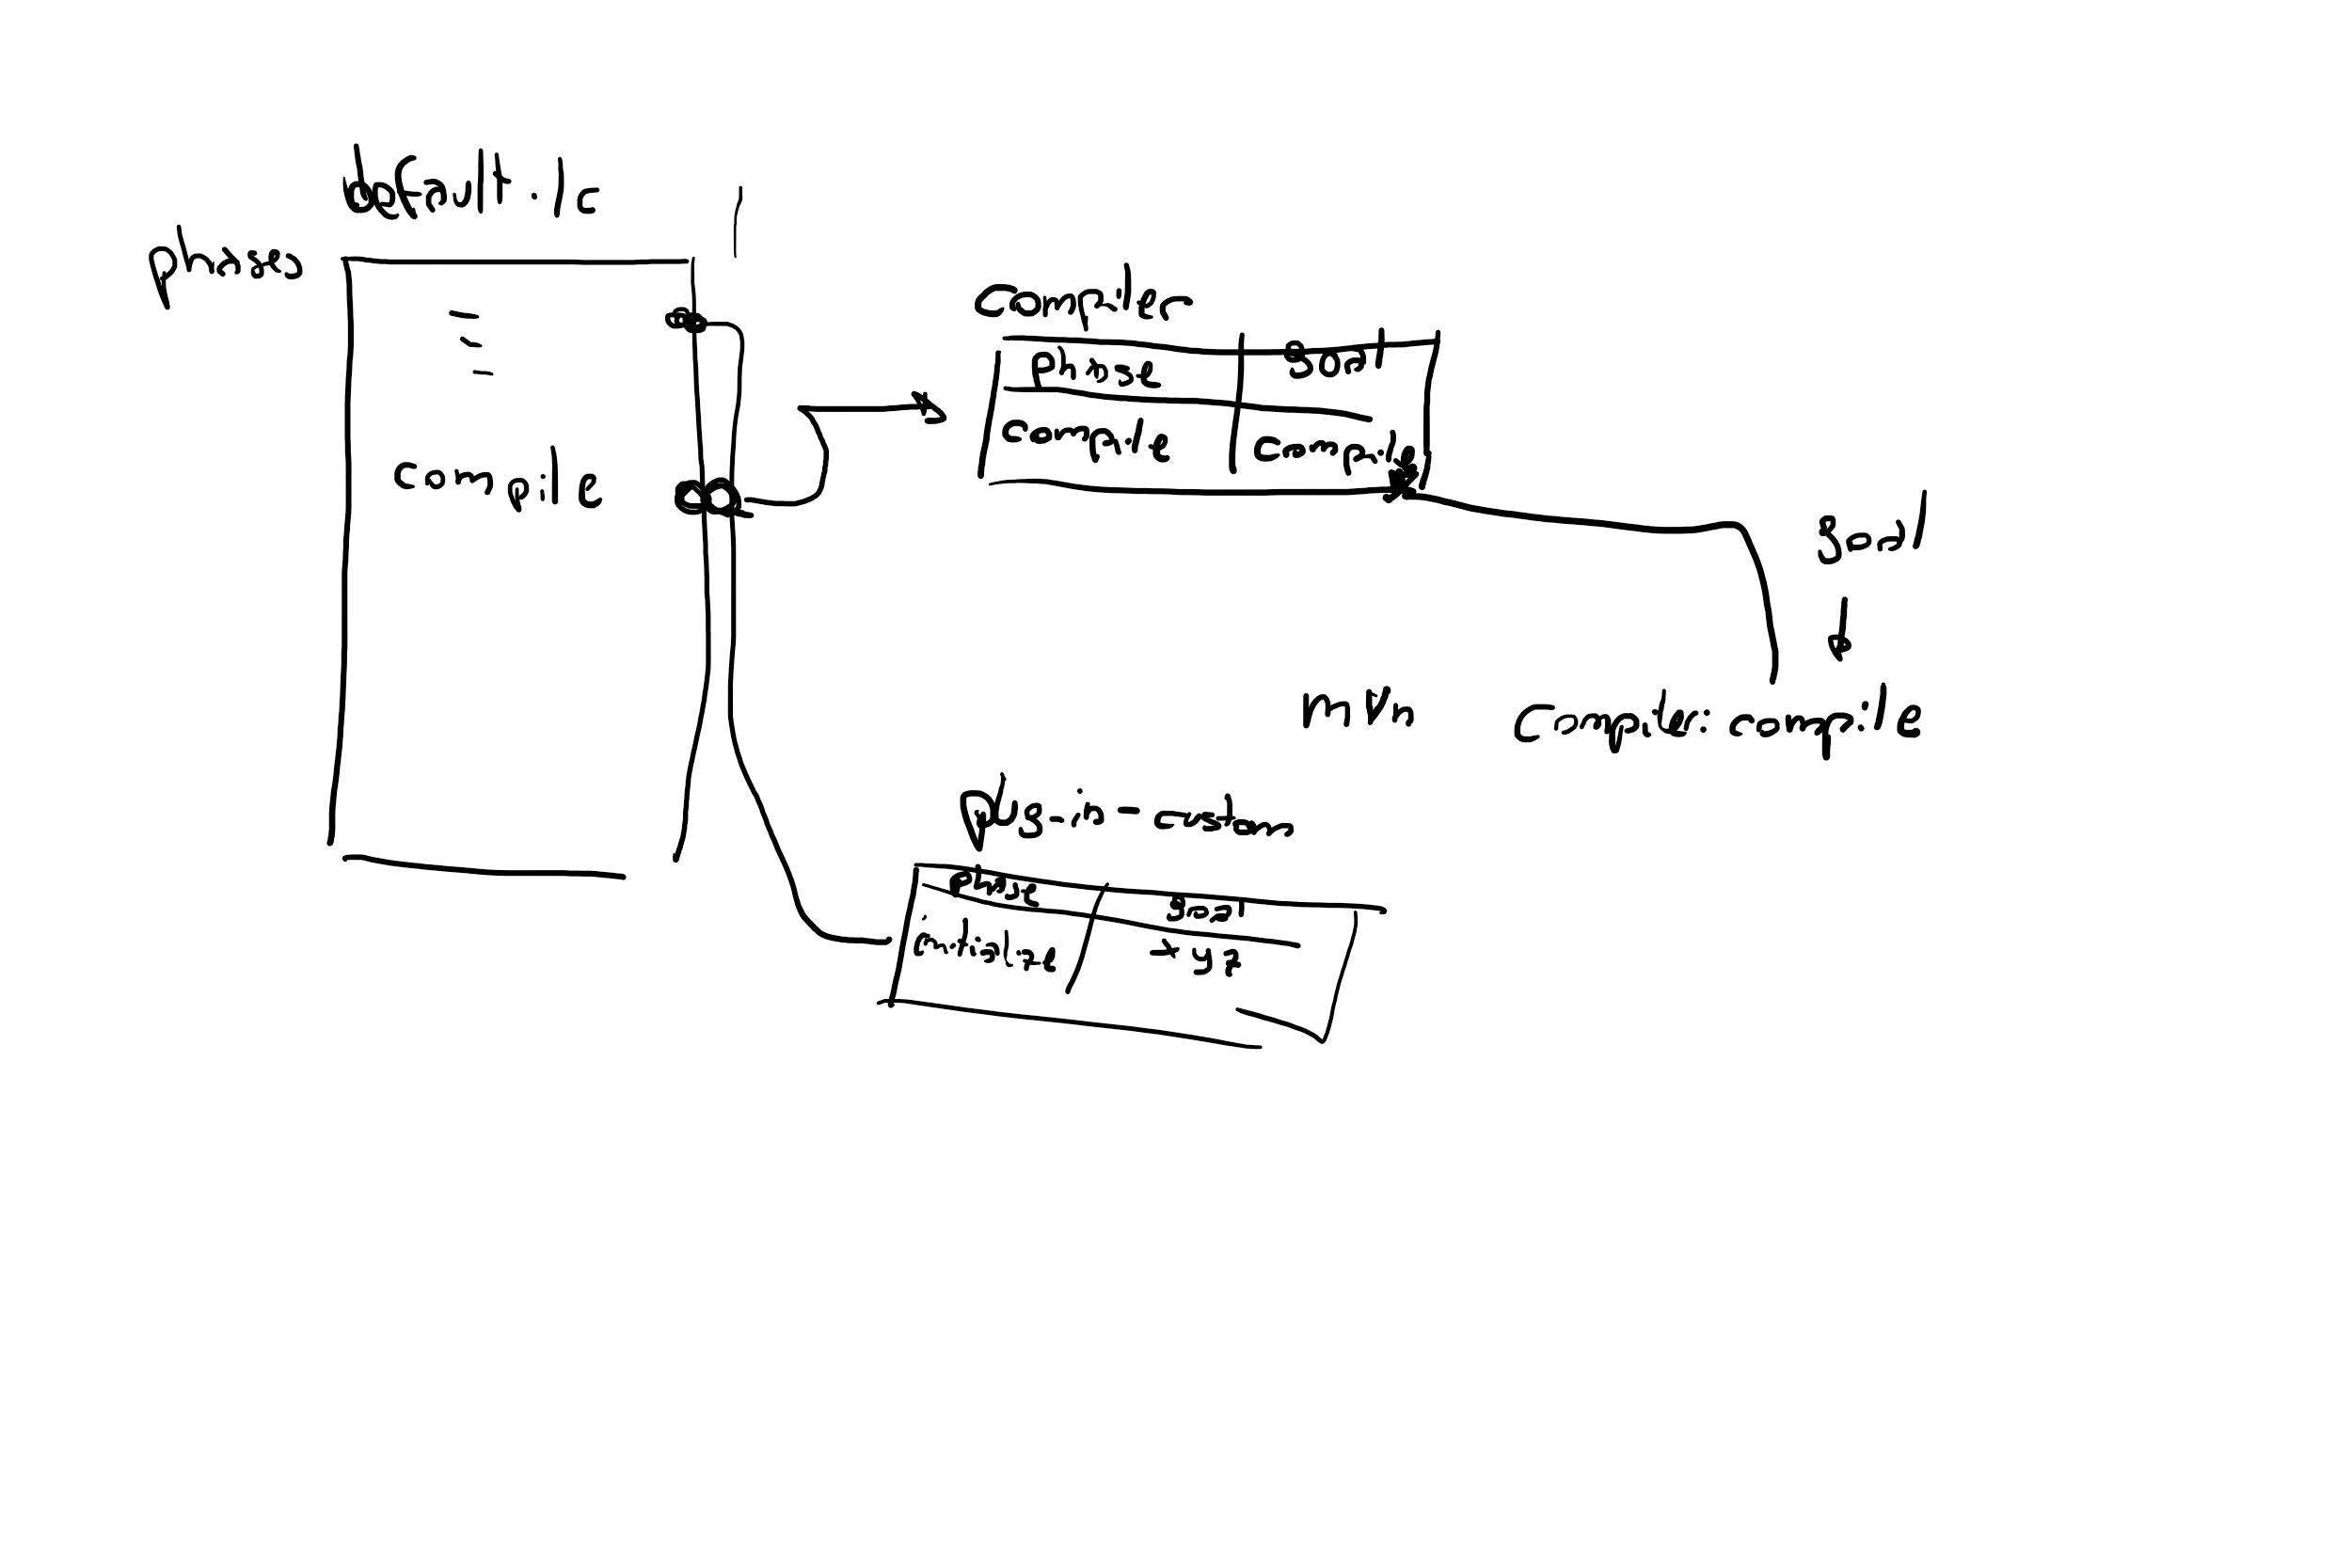 default.lc
phases
compiler
Phase goal
compile compile
compile
goal
mvn compiler:compile
plug-in-custom
Phase goal
initialize xyz